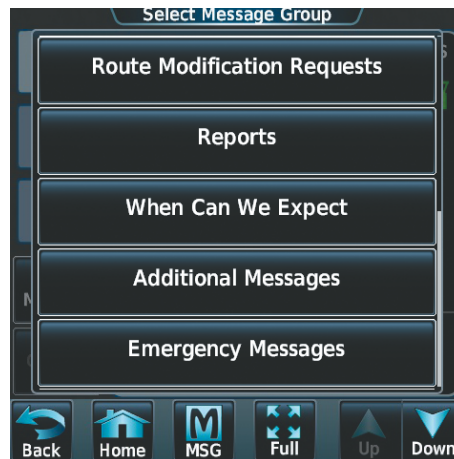 Select Message Group
Route Modification Requests
Reports
When Can We Expect
Additional Messages
Emergency Messages
Back Home MSG Full Up Down